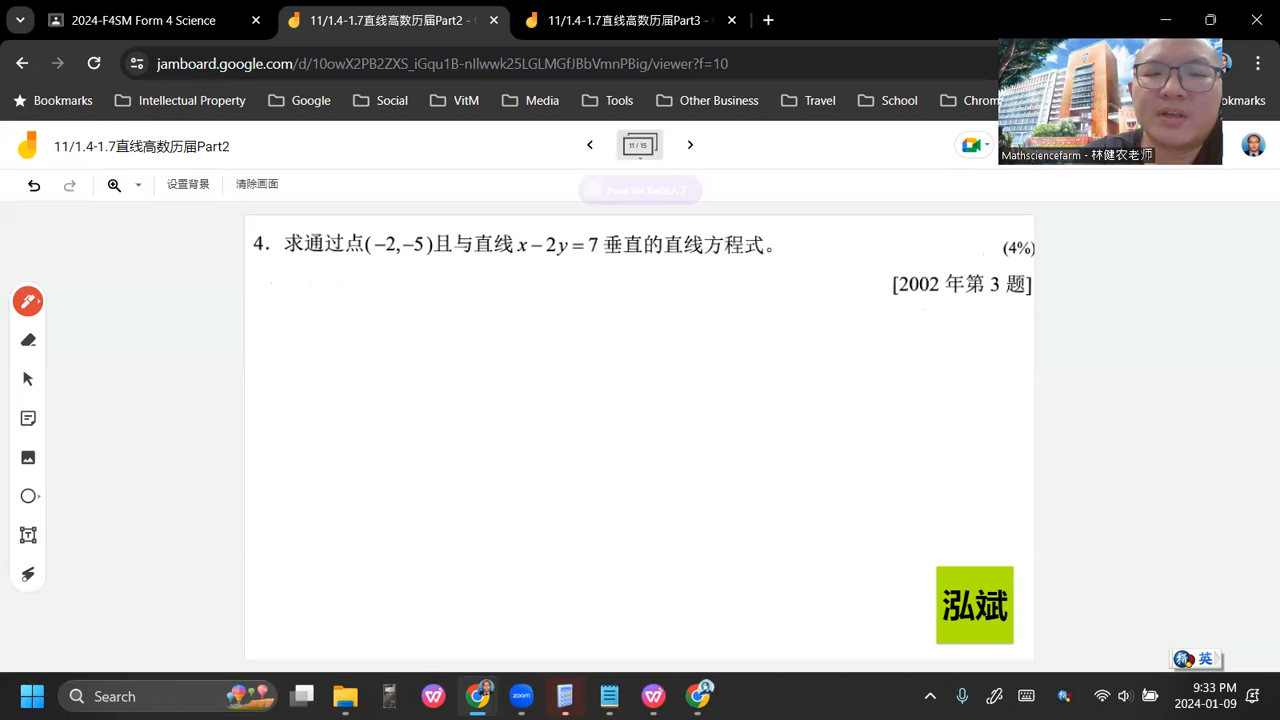 2024-F4SM Form 4 Science
11/1.4-1.7直线高数历届Part2 -
11/1.4-1.7直线高数历届Part3 -
jamboard.google.com/d/10owX2PB2ZXS_iGqu1B-nIlwwk25LGLMGfJBbVmnPBig/viewer?f=10
Bookmarks
Intellectual Property
Google
Social
VitM
Media
Tools
Other Business
Travel
School
Chrom
okmarks
Mathsciencefarm - 林健农老师
11/1.4-1.7直线高数历届Part2
11 / 15
设置背景
清除画面
4. 求通过点(−2,−5)且与直线 x−2y=7 垂直的直线方程式。 (4%)
[2002 年第 3 题]
泓斌
英
Search
9:33 PM
2024-01-09